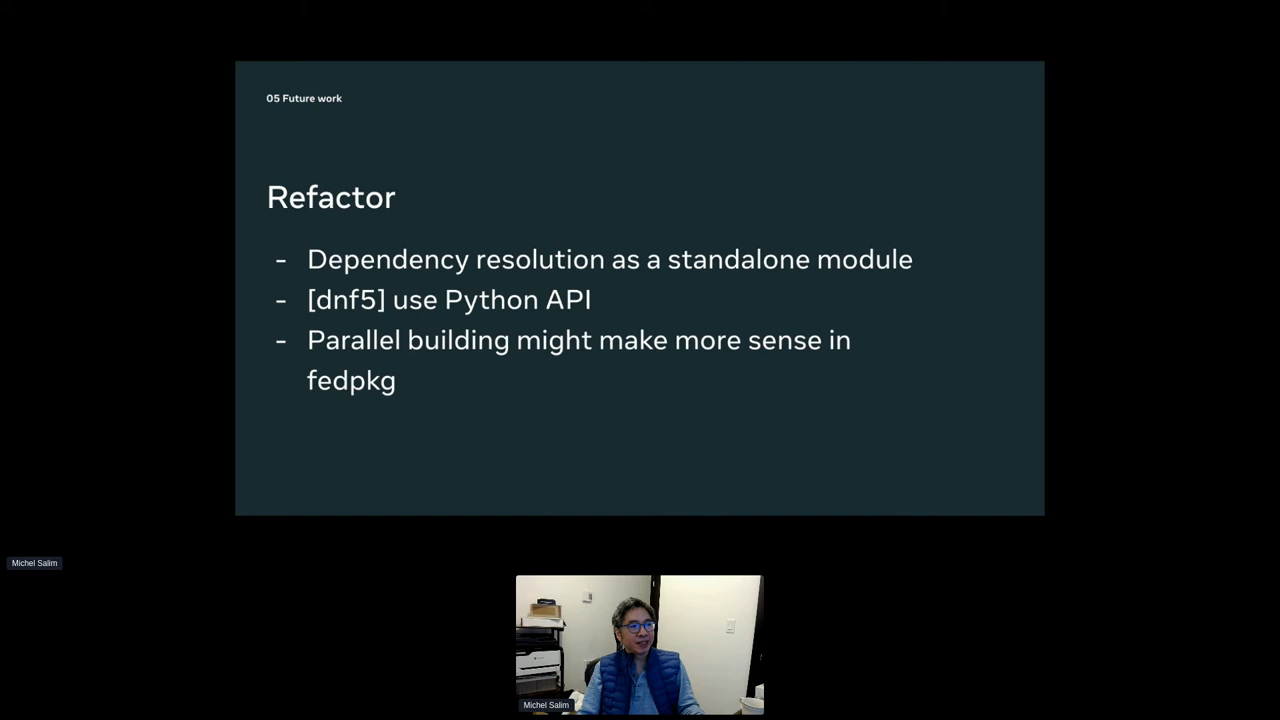 05 Future work
Refactor
- Dependency resolution as a standalone module
- [dnf5] use Python API
- Parallel building might make more sense in
fedpkg
Michel Salim
Michel Salim